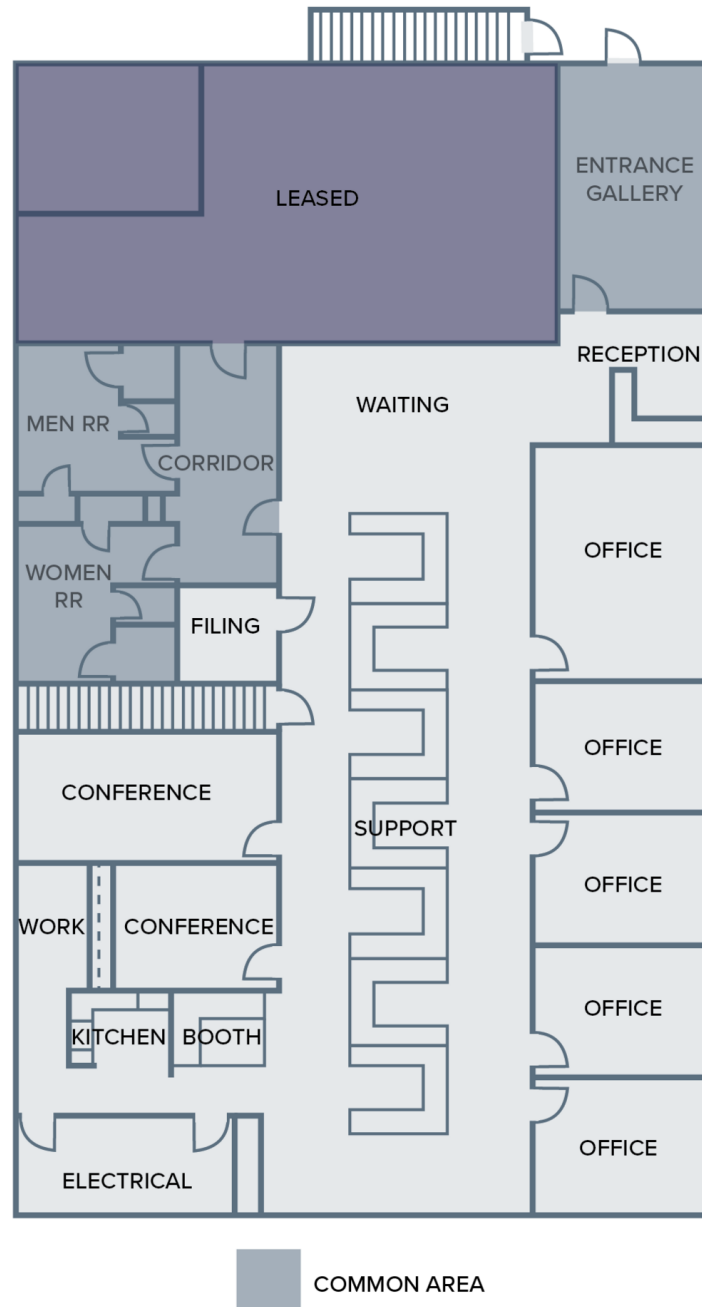 LEASED
ENTRANCE
GALLERY
RECEPTION
WAITING
MEN RR
CORRIDOR
OFFICE
WOMEN
RR
FILING
OFFICE
CONFERENCE
SUPPORT
OFFICE
WORK
CONFERENCE
OFFICE
KITCHEN
BOOTH
OFFICE
ELECTRICAL
COMMON AREA